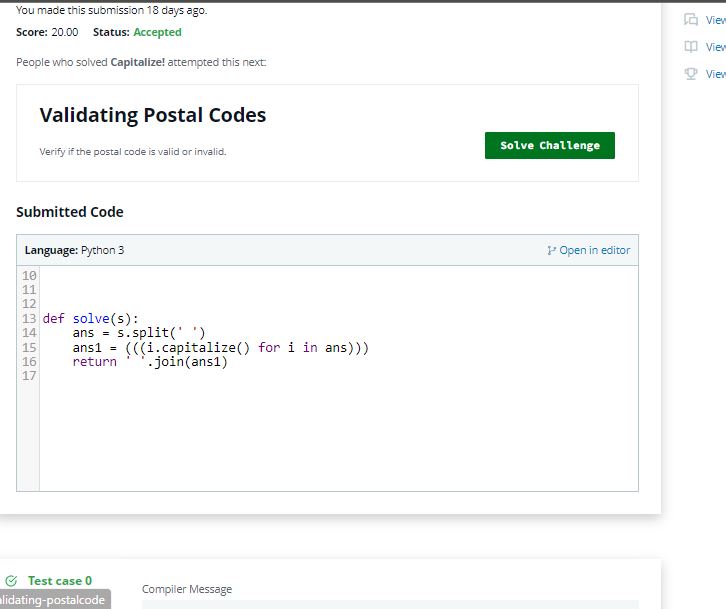 You made this submission 18 days ago.
Score: 20.00 Status: Accepted
People who solved Capitalize! attempted this next:
Validating Postal Codes
Verify if the postal code is valid or invalid.
Solve Challenge
Submitted Code
Language: Python 3
Open in editor
10
11
12
13 def solve(s):
14     ans = s.split(' ')
15     ans1 = (((i.capitalize() for i in ans)))
16     return ' '.join(ans1)
17
View
View
View
Test case 0
Compiler Message
alidating-postalcode